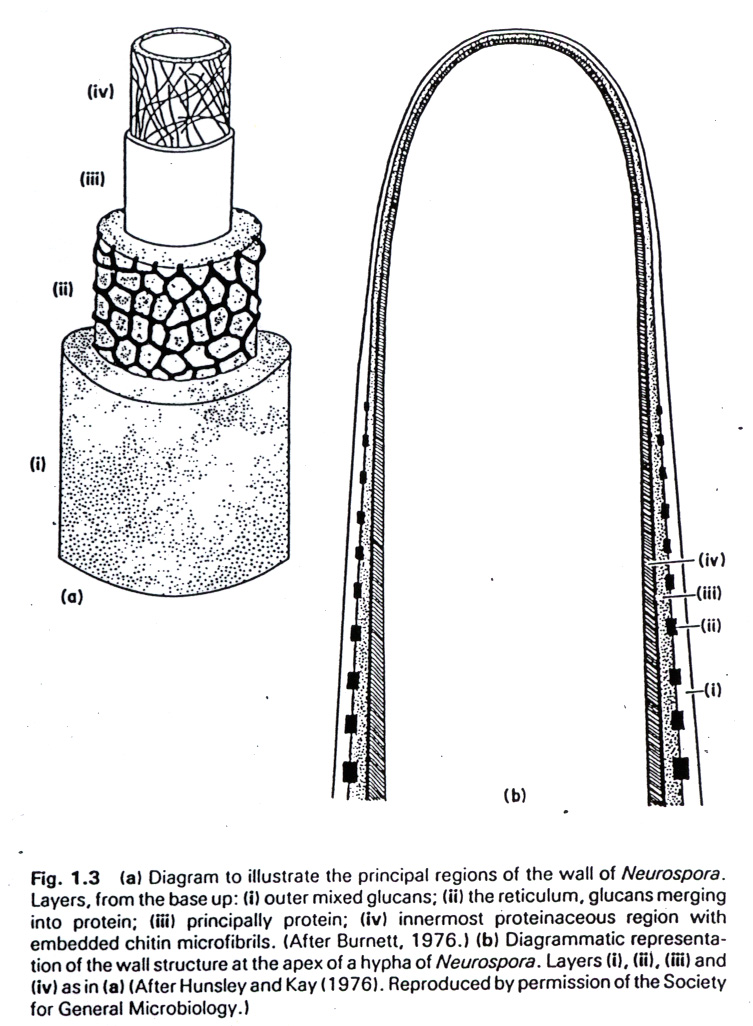 (iv)
(iii)
(ii)
(i)
(a)
(iv)
(iii)
(ii)
(i)
(b)
Fig. 1.3 (a) Diagram to illustrate the principal regions of the wall of Neurospora.
Layers, from the base up: (i) outer mixed glucans; (ii) the reticulum, glucans merging
into protein; (iii) principally protein; (iv) innermost proteinaceous region with
embedded chitin microfibrils. (After Burnett, 1976.) (b) Diagrammatic representa-
tion of the wall structure at the apex of a hypha of Neurospora. Layers (i), (ii), (iii) and
(iv) as in (a) (After Hunsley and Kay (1976). Reproduced by permission of the Society
for General Microbiology.)